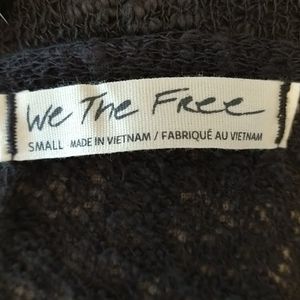 We The Free
SMALL MADE IN VIETNAM / FABRIQUÉ AU VIETNAM